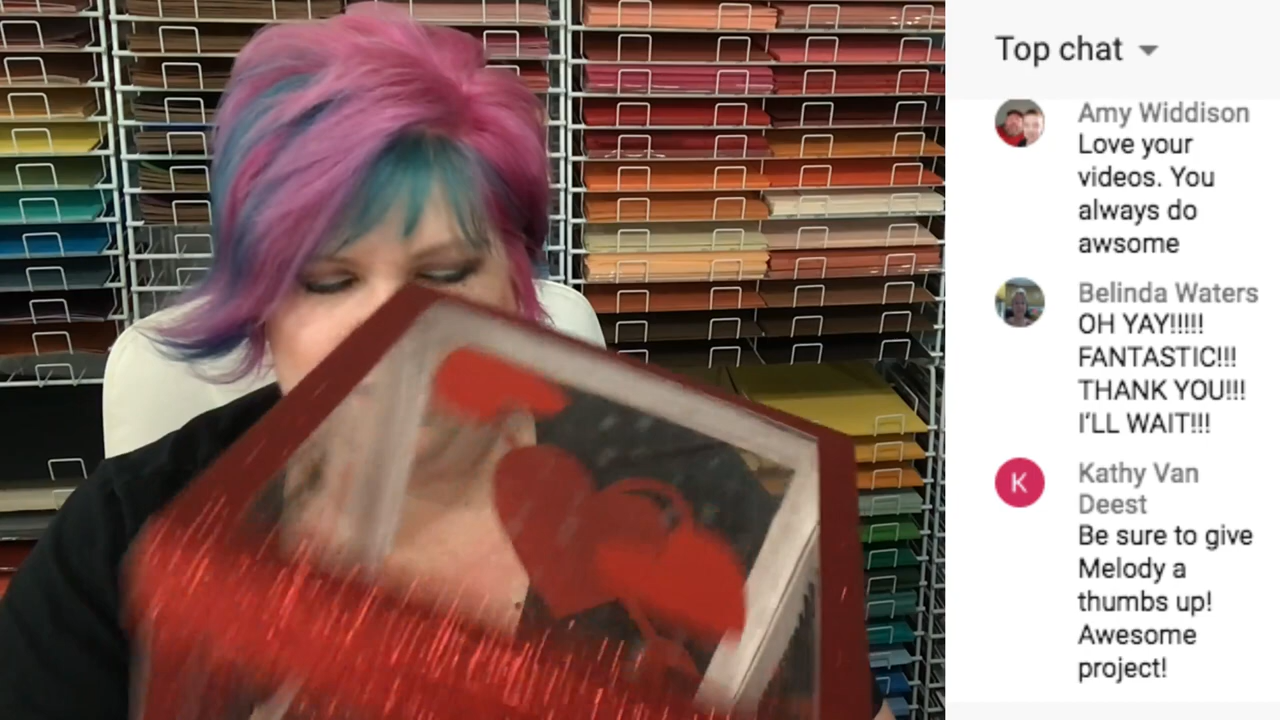 Top chat
Amy Widdison
Love your
videos. You
always do
awsome
Belinda Waters
OH YAY!!!!!
FANTASTIC!!!
THANK YOU!!!
I'LL WAIT!!!
K
Kathy Van
Deest
Be sure to give
Melody a
thumbs up!
Awesome
project!